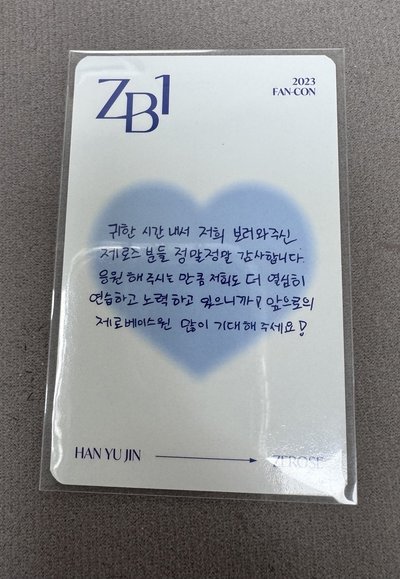 ZB1
2023
FAN-CON
귀한 시간 내서 저희 보러와주신
제로즈 분들 정말정말 감사합니다.
응원 해 주시는 만큼 저희도 더 열심히
연습하고 노력하고 있으니까! 앞으로의
제로베이스원 많이 기대해 주세요!
HAN YU JIN
ZEROSE